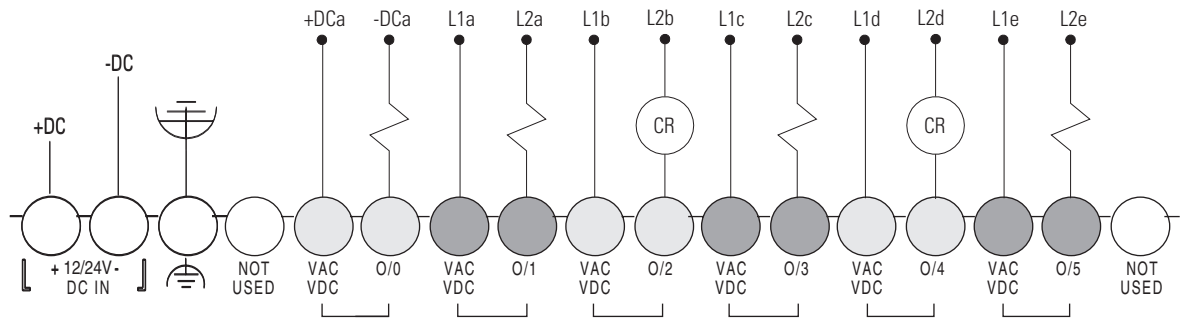 +DCa -DCa L1a L2a L1b L2b L1c L2c L1d L2d L1e L2e
-DC
+DC
CR CR
+ 12/24V -
DC IN
NOT
USED
VAC
VDC
O/0
VAC
VDC
O/1
VAC
VDC
O/2
VAC
VDC
O/3
VAC
VDC
O/4
VAC
VDC
O/5
NOT
USED